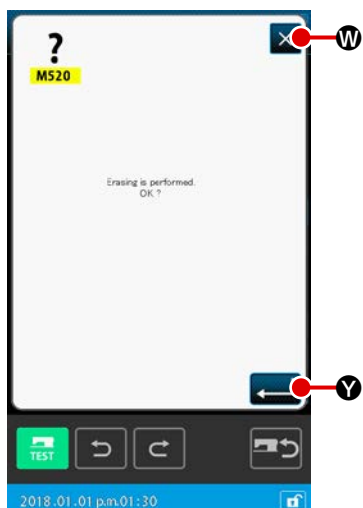 ?
M520
W
Erasing is performed.
OK ?
Y
TEST
2018.01.01 p.m.01:30